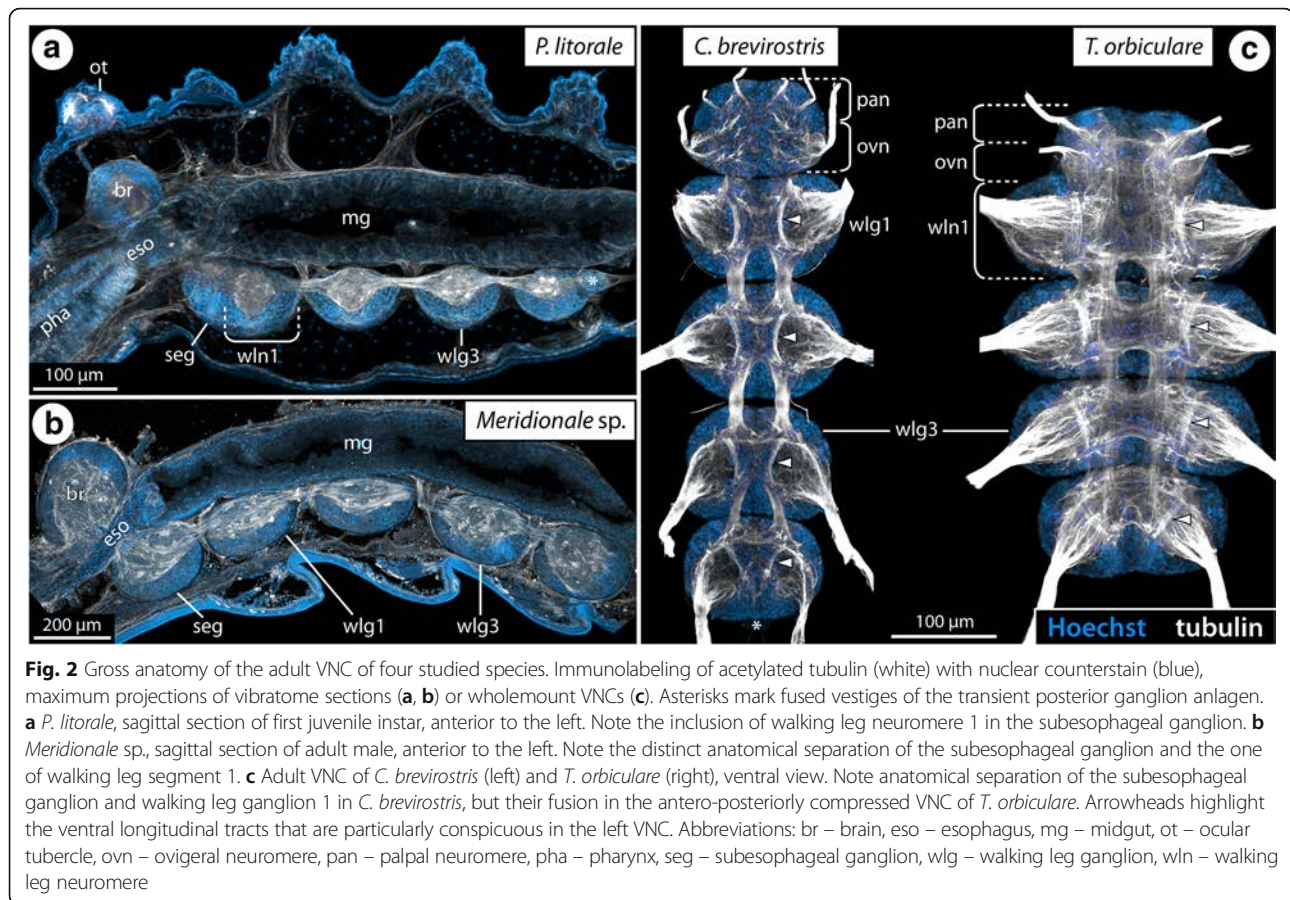 a
P. litorale
ot
br
eso
mg
pha
*
seg
wln1
wlg3
100 µm
b
Meridionale sp.
mg
br
eso
seg
wlg1
wlg3
200 µm
C. brevirostris
T. orbiculare
c
pan
ovn
wlg1
pan
ovn
wln1
wlg3
*
100 µm
Hoechst tubulin
Fig. 2 Gross anatomy of the adult VNC of four studied species. Immunolabeling of acetylated tubulin (white) with nuclear counterstain (blue),
maximum projections of vibratome sections (a, b) or wholemount VNCs (c). Asterisks mark fused vestiges of the transient posterior ganglion anlagen.
a P. litorale, sagittal section of first juvenile instar, anterior to the left. Note the inclusion of walking leg neuromere 1 in the subesophageal ganglion. b
Meridionale sp., sagittal section of adult male, anterior to the left. Note the distinct anatomical separation of the subesophageal ganglion and the one
of walking leg segment 1. c Adult VNC of C. brevirostris (left) and T. orbiculare (right), ventral view. Note anatomical separation of the subesophageal
ganglion and walking leg ganglion 1 in C. brevirostris, but their fusion in the antero-posteriorly compressed VNC of T. orbiculare. Arrowheads highlight
the ventral longitudinal tracts that are particularly conspicuous in the left VNC. Abbreviations: br – brain, eso – esophagus, mg – midgut, ot – ocular
tubercle, ovn – ovigeral neuromere, pan – palpal neuromere, pha – pharynx, seg – subesophageal ganglion, wlg – walking leg ganglion, wln – walking
leg neuromere